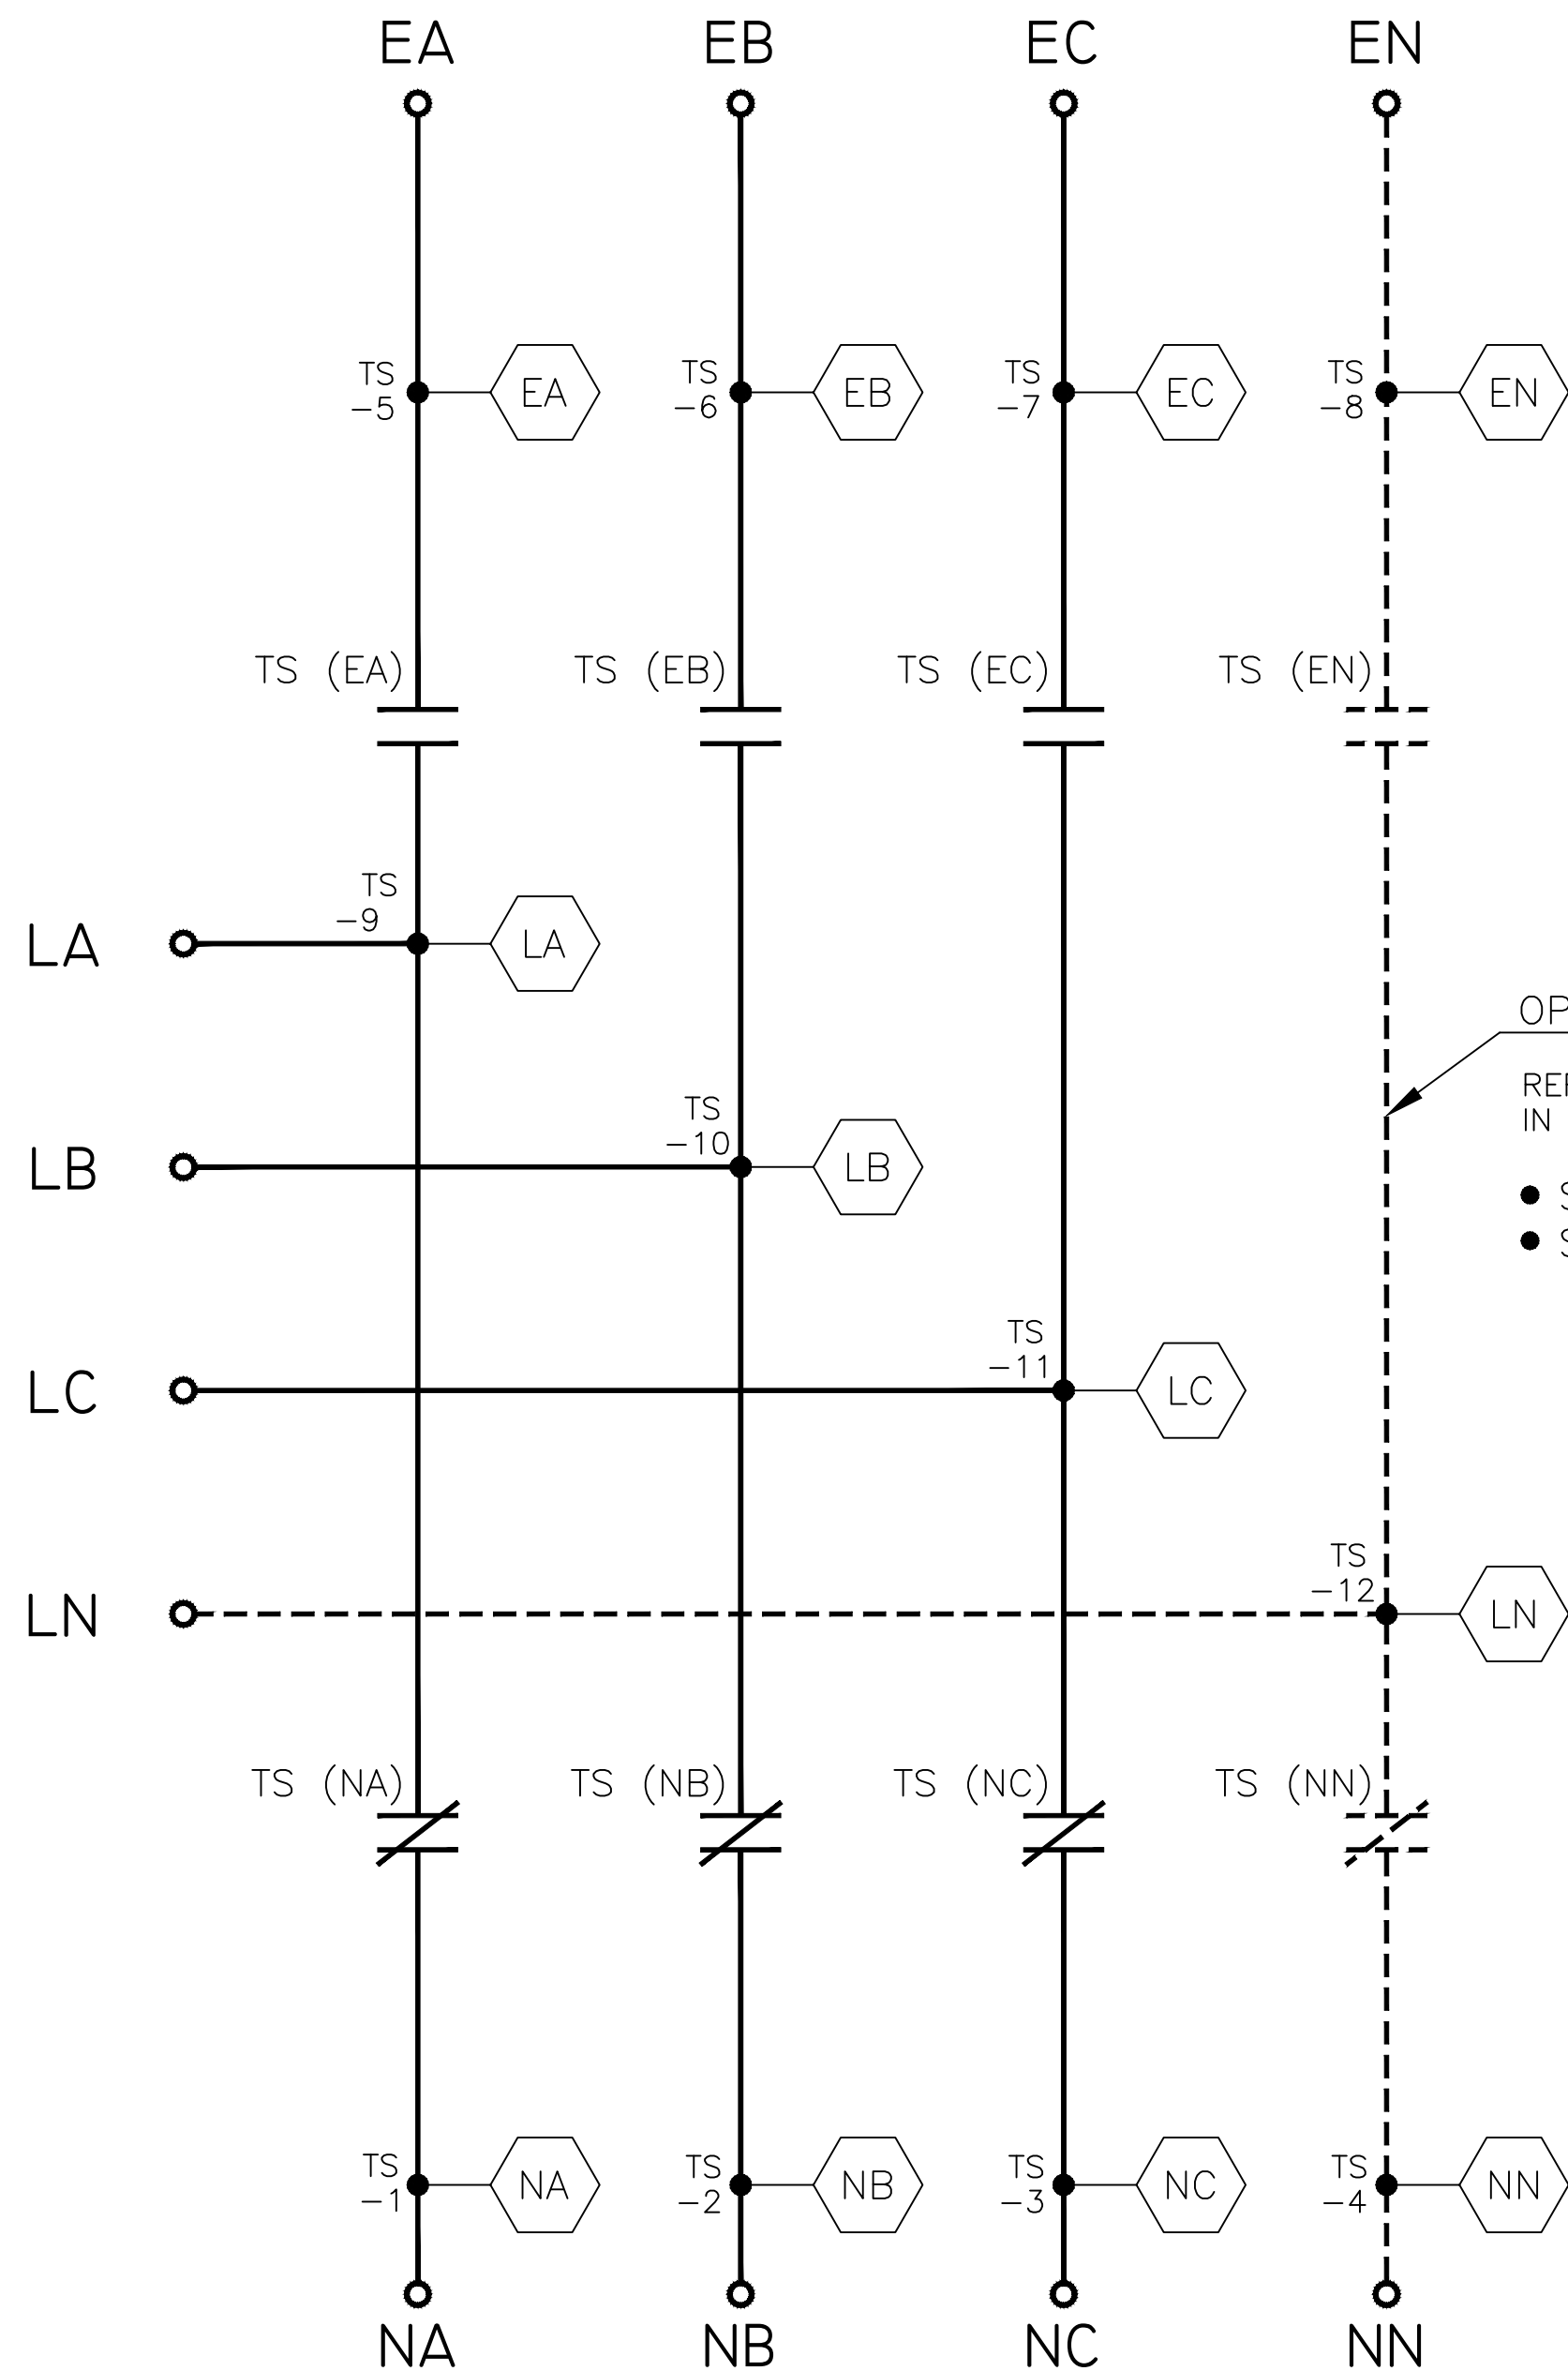 EA EB EC EN
TS TS TS TS
-5 EA -6 EB -7 EC -8 EN
TS (EA) TS (EB) TS (EC) TS (EN)
TS
-9
LA LA
OP
IN
TS
-10
LB LB
TS
-11
LC LC
TS
-12
LN LN
TS (NA) TS (NB) TS (NC) TS (NN)
TS TS TS TS
-1 NA -2 NB -3 NC -4 NN
NA NB NC NN